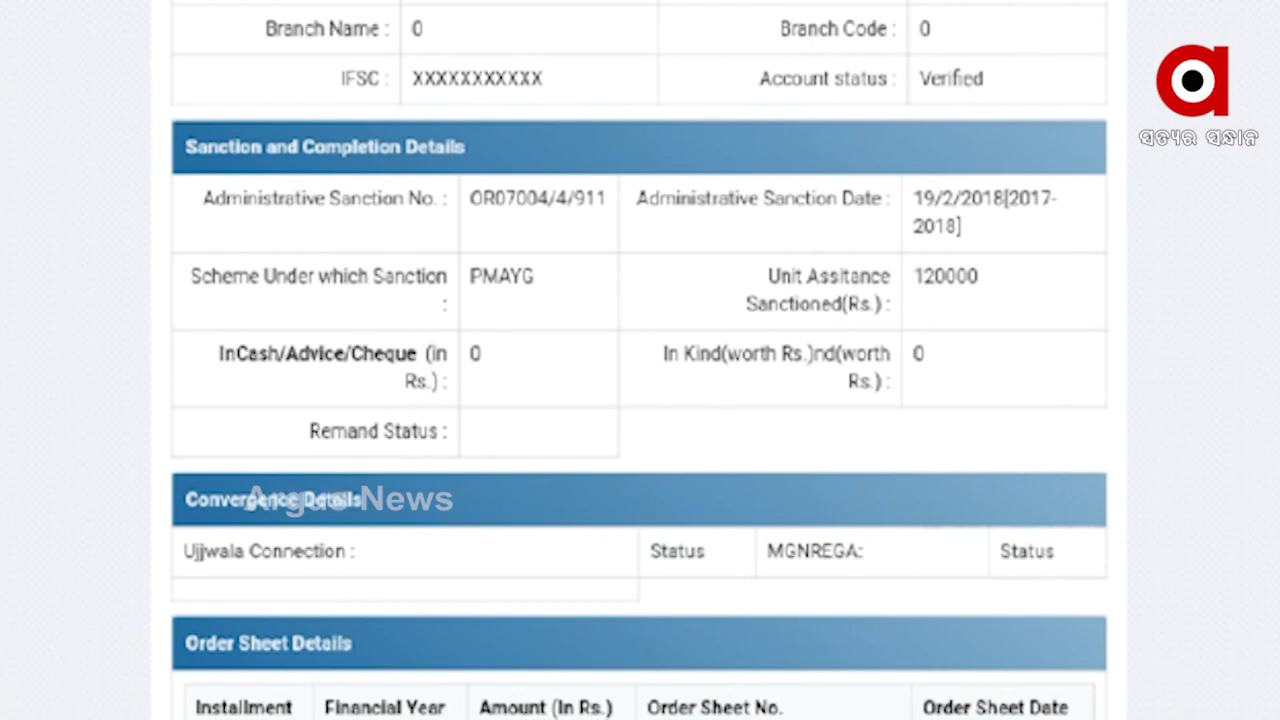 Branch Name : 0 Branch Code : 0
IFSC : XXXXXXXXXXX Account status : Verified
ସତ୍ୟର ସନ୍ଧାନ
Sanction and Completion Details
Administrative Sanction No. : OR07004/4/911 Administrative Sanction Date : 19/2/2018[2017-
2018]
Scheme Under which Sanction PMAYG Unit Assitance 120000
: Sanctioned(Rs.) :
InCash/Advice/Cheque (in 0 In Kind(worth Rs.)nd(worth 0
Rs.) : Rs.) :
Remand Status :
Convergence Details
Argus News
Ujjwala Connection : Status MGNREGA: Status
Order Sheet Details
Installment Financial Year Amount (In Rs.) Order Sheet No. Order Sheet Date